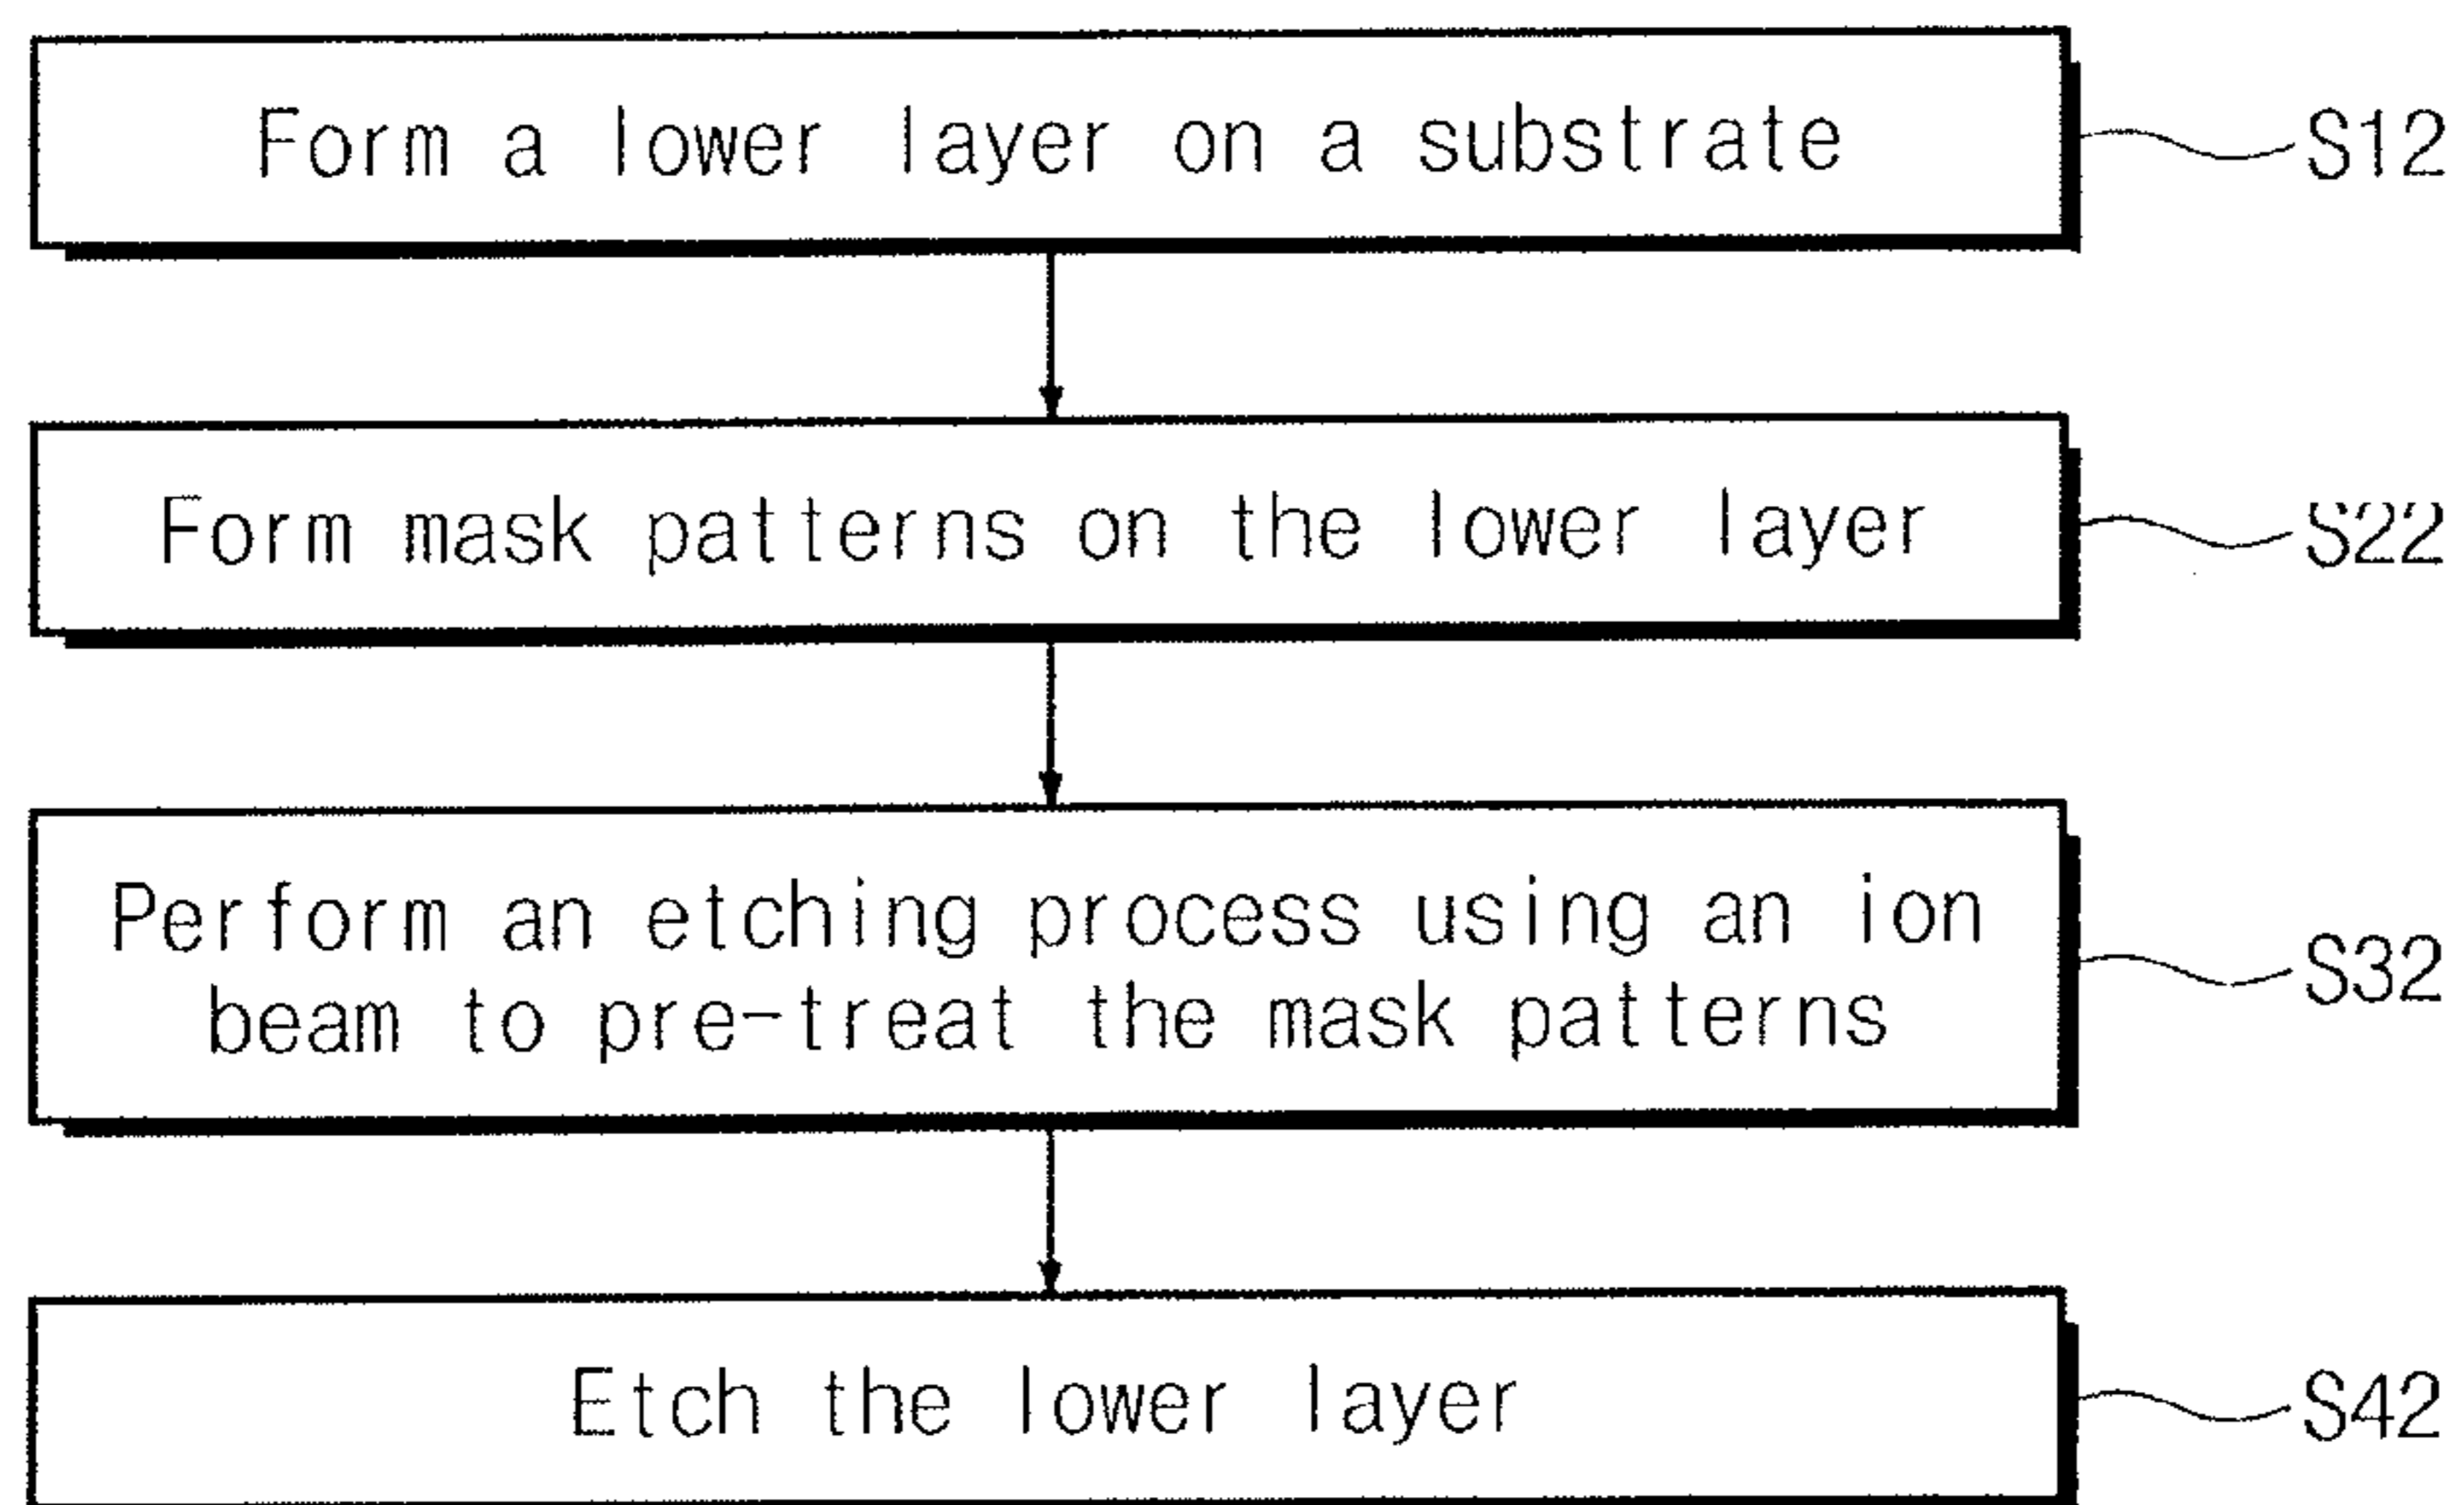 Form a lower layer on a substrate
S12
Form mask patterns on the lower layer
S22
Perform an etching process using an ion
beam to pre-treat the mask patterns
S32
Etch the lower layer
S42